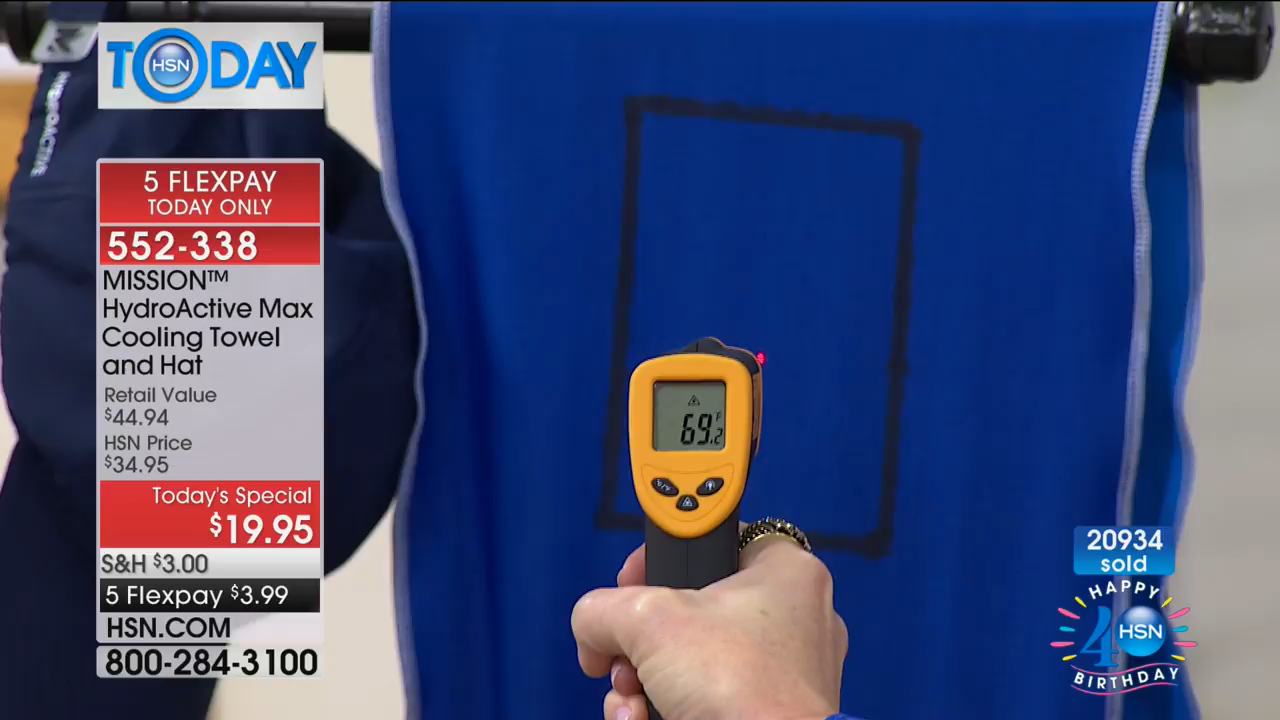 TODAY
HSN
5 FLEXPAY
TODAY ONLY
552-338
MISSION™
HydroActive Max
Cooling Towel
and Hat
Retail Value
$44.94
HSN Price
$34.95
Today's Special
$19.95
S&H $3.00
5 Flexpay $3.99
HSN.COM
800-284-3100
HYDROACTIVE
69.2
°F
20934
sold
HAPPY
40
HSN
BIRTHDAY